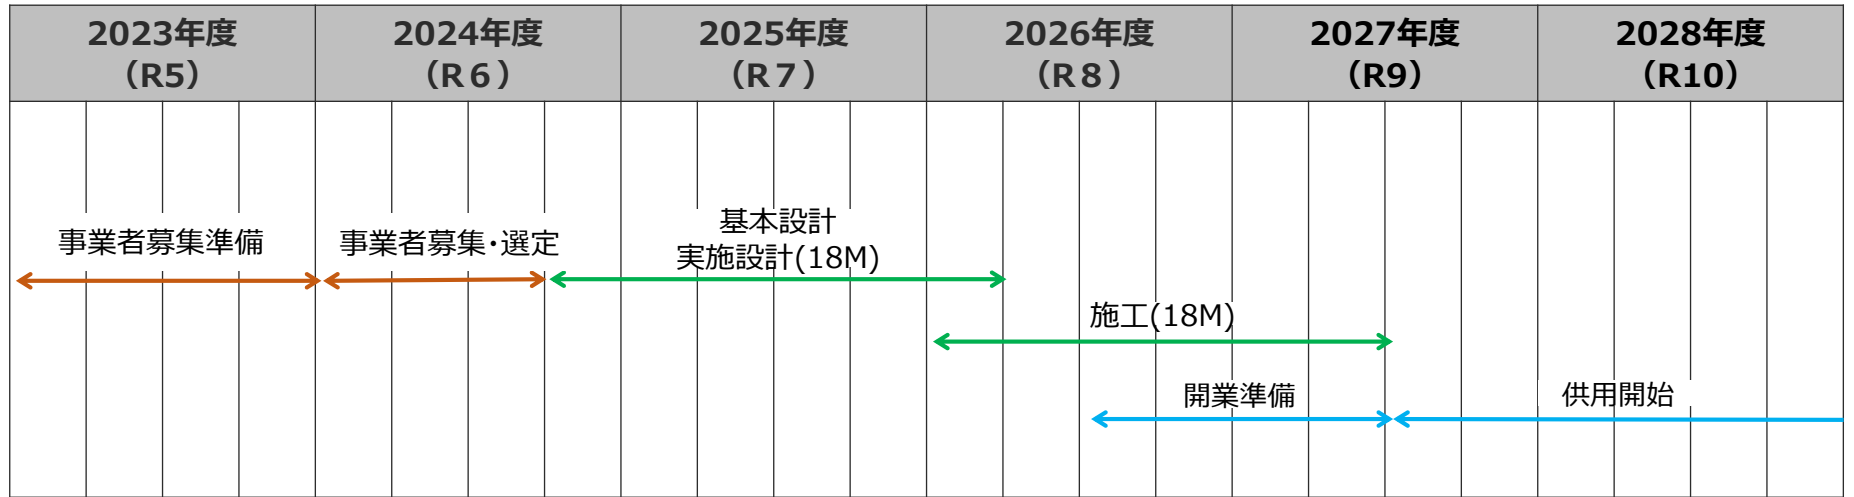 2023年度
（R5）
2024年度
（R６）
2025年度
（R７）
2026年度
（R８）
2027年度
（R9）
2028年度
（R10）
事業者募集準備
事業者募集・選定
基本設計
実施設計(18M)
施工(18M)
開業準備
供用開始